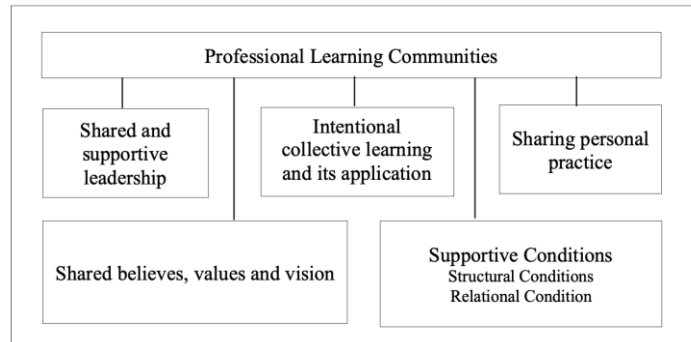 Professional Learning Communities
Shared and
supportive
leadership
Intentional
collective learning
and its application
Sharing personal
practice
Shared believes, values and vision
Supportive Conditions
Structural Conditions
Relational Condition